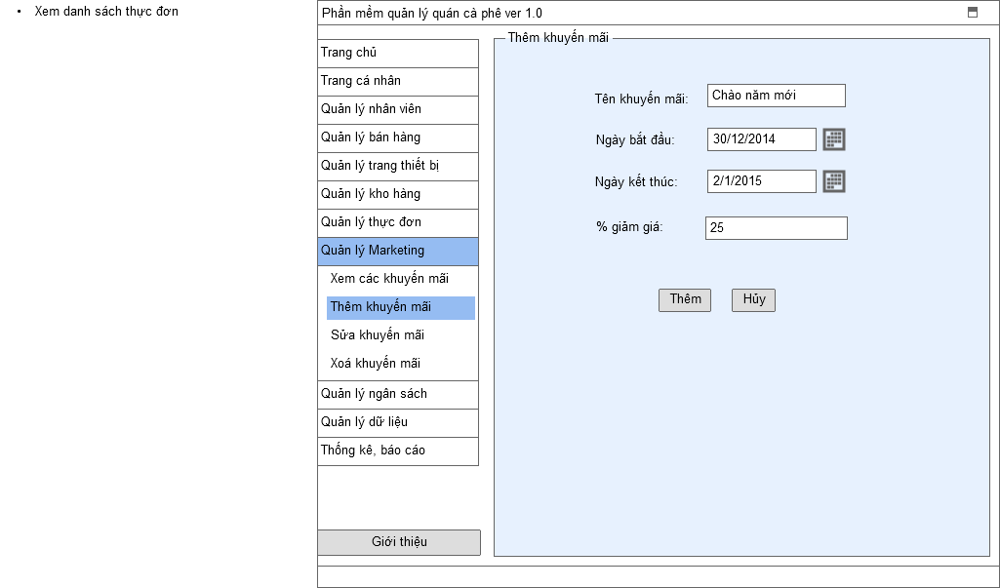 • Xem danh sách thực đơn
Phần mềm quản lý quán cà phê ver 1.0
Trang chủ
Trang cá nhân
Quản lý nhân viên
Quản lý bán hàng
Quản lý trang thiết bị
Quản lý kho hàng
Quản lý thực đơn
Quản lý Marketing
Xem các khuyến mãi
Thêm khuyến mãi
Sửa khuyến mãi
Xoá khuyến mãi
Quản lý ngân sách
Quản lý dữ liệu
Thống kê, báo cáo
Giới thiệu
Thêm khuyến mãi
Tên khuyến mãi: Chào năm mới
Ngày bắt đầu: 30/12/2014
Ngày kết thúc: 2/1/2015
% giảm giá: 25
Thêm Hủy